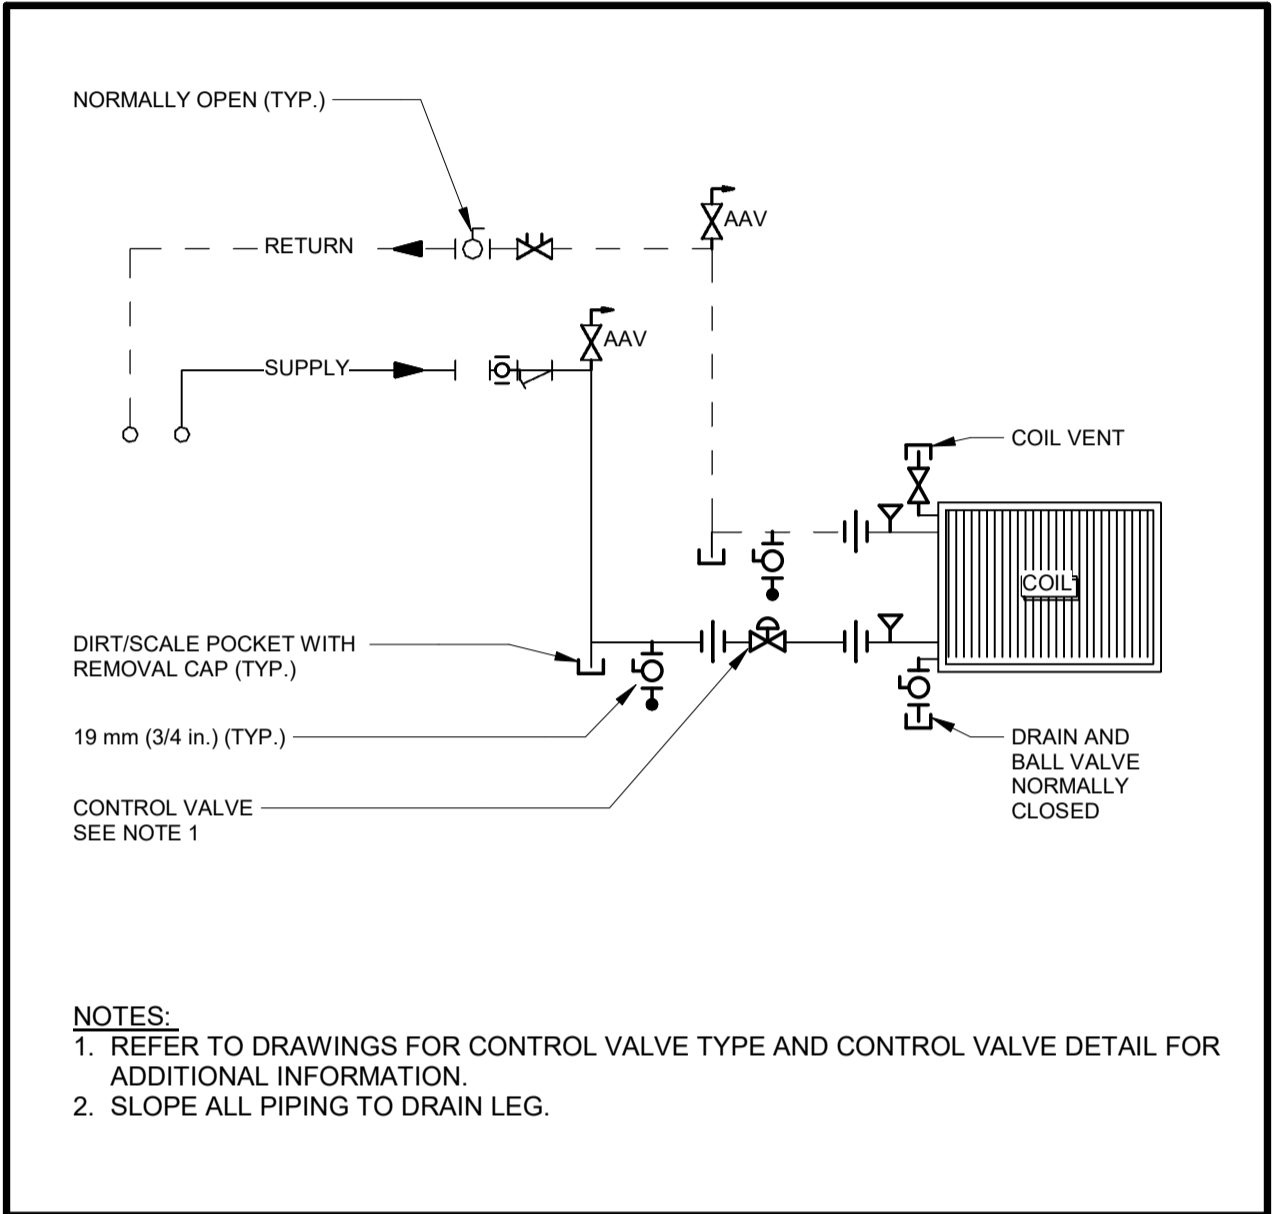 NORMALLY OPEN (TYP.)
AAV
RETURN
AAV
SUPPLY
COIL VENT
COIL
DIRT/SCALE POCKET WITH
REMOVAL CAP (TYP.)
19 mm (3/4 in.) (TYP.)
DRAIN AND
BALL VALVE
NORMALLY
CLOSED
CONTROL VALVE
SEE NOTE 1
NOTES:
1. REFER TO DRAWINGS FOR CONTROL VALVE TYPE AND CONTROL VALVE DETAIL FOR
ADDITIONAL INFORMATION.
2. SLOPE ALL PIPING TO DRAIN LEG.